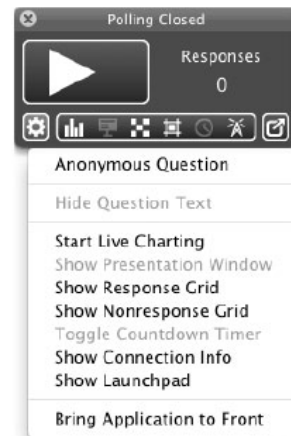 Polling Closed
Responses
0
Anonymous Question
Hide Question Text
Start Live Charting
Show Presentation Window
Show Response Grid
Show Nonresponse Grid
Toggle Countdown Timer
Show Connection Info
Show Launchpad
Bring Application to Front